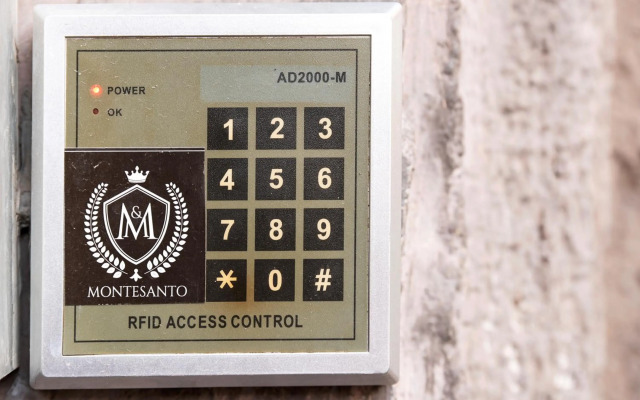 AD2000-M
POWER
OK
1 2 3
4 5 6
7 8 9
* 0 #
&
M
MONTESANTO
RFID ACCESS CONTROL